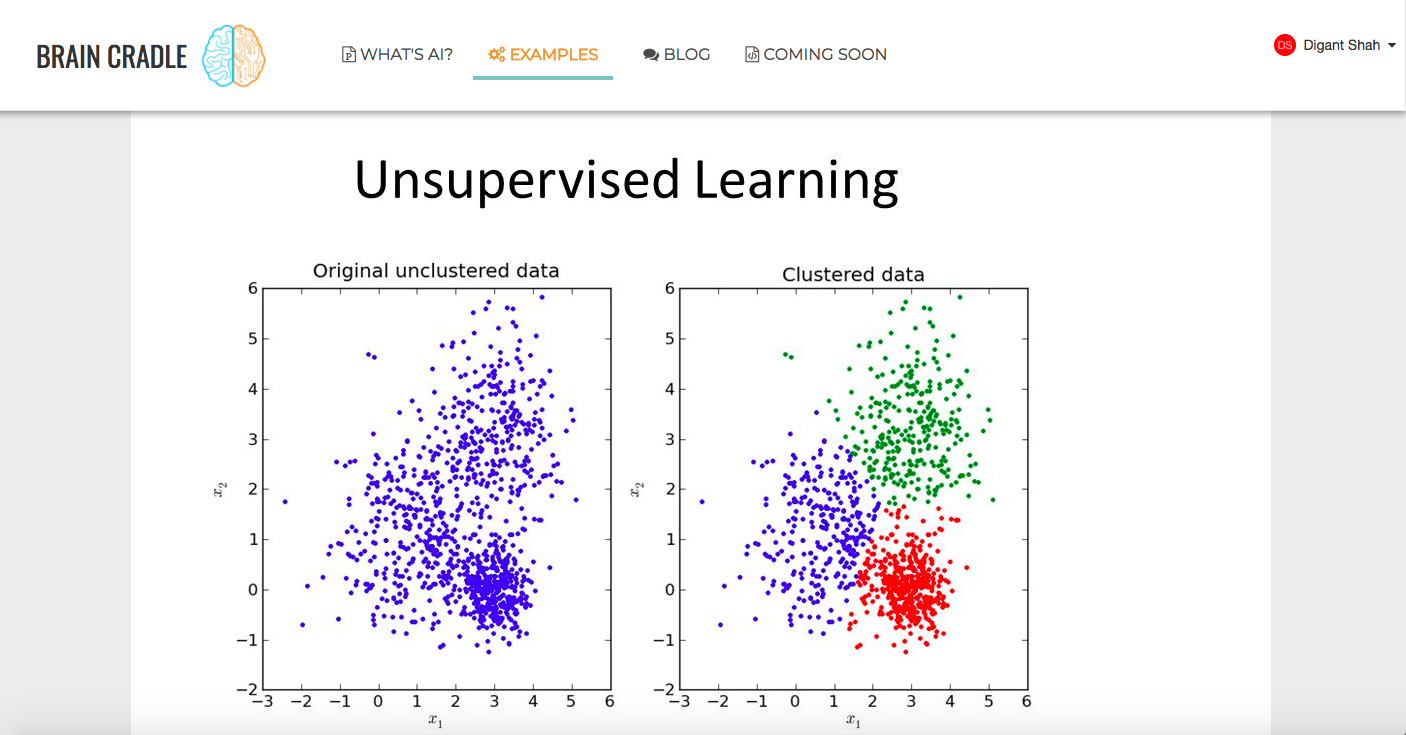 BRAIN CRADLE
WHAT'S AI?
EXAMPLES
BLOG
COMING SOON
DS
Digant Shah
Unsupervised Learning
Original unclustered data
6
5
4
3
2
1
0
−1
−2
x2
−3 −2 −1 0 1 2 3 4 5 6
x1
Clustered data
6
5
4
3
2
1
0
−1
−2
x2
−3 −2 −1 0 1 2 3 4 5 6
x1